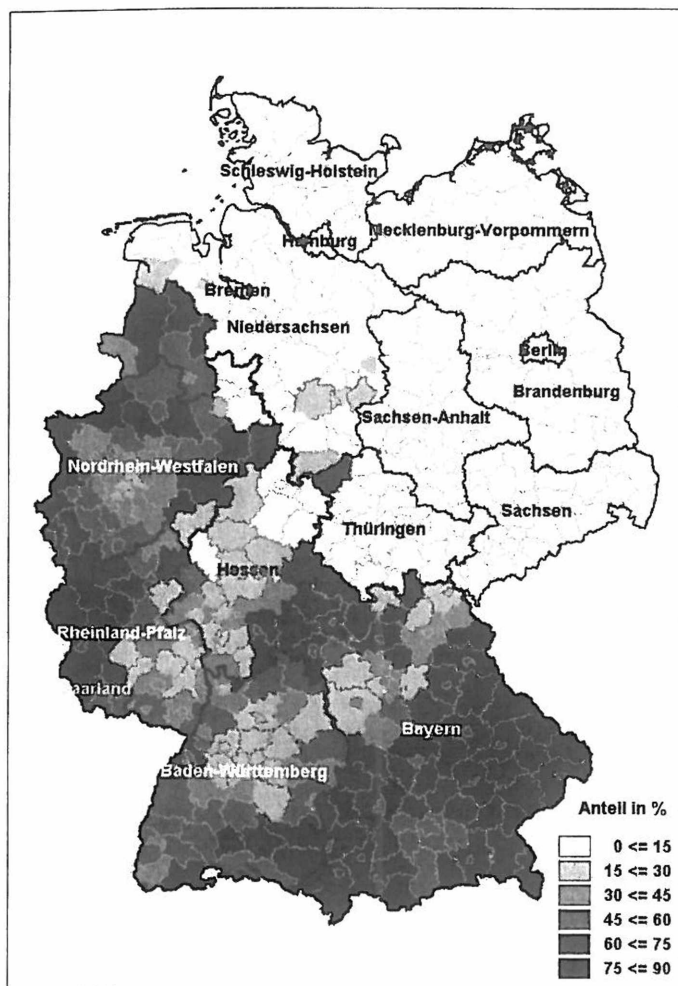 Schleswig-Holstein
Mecklenburg-Vorpommern
Hamburg
Bremen
Niedersachsen
Berlin
Brandenburg
Sachsen-Anhalt
Nordrhein-Westfalen
Sachsen
Thüringen
Hessen
Rheinland-Pfalz
aarland
Bayern
Baden-Württemberg
Anteil in %
0 <= 15
15 <= 30
30 <= 45
45 <= 60
60 <= 75
75 <= 90